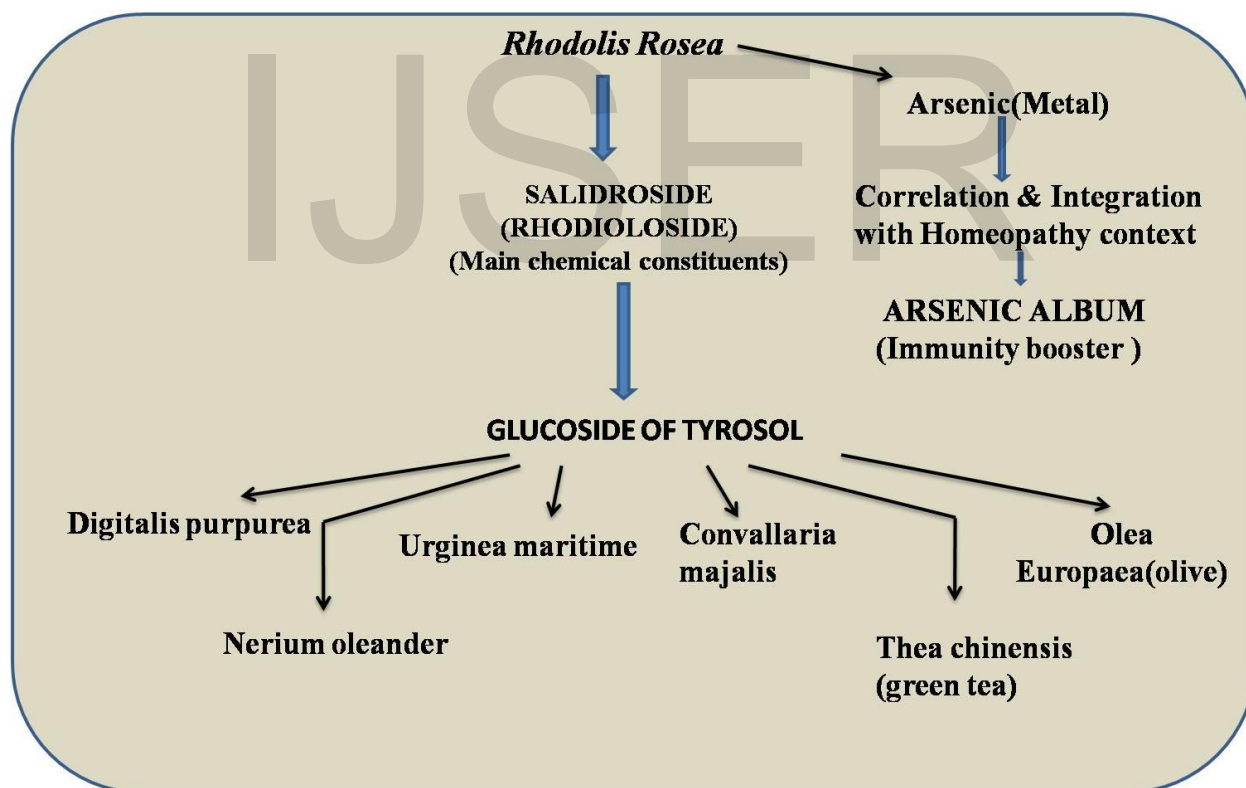 IJSER
Rhodolis Rosea
Arsenic(Metal)
SALIDROSIDE
(RHODIOLOSIDE)
(Main chemical constituents)
Correlation & Integration
with Homeopathy context
ARSENIC ALBUM
(Immunity booster )
GLUCOSIDE OF TYROSOL
Digitalis purpurea
Urginea maritime
Convallaria
majalis
Olea
Europaea(olive)
Nerium oleander
Thea chinensis
(green tea)